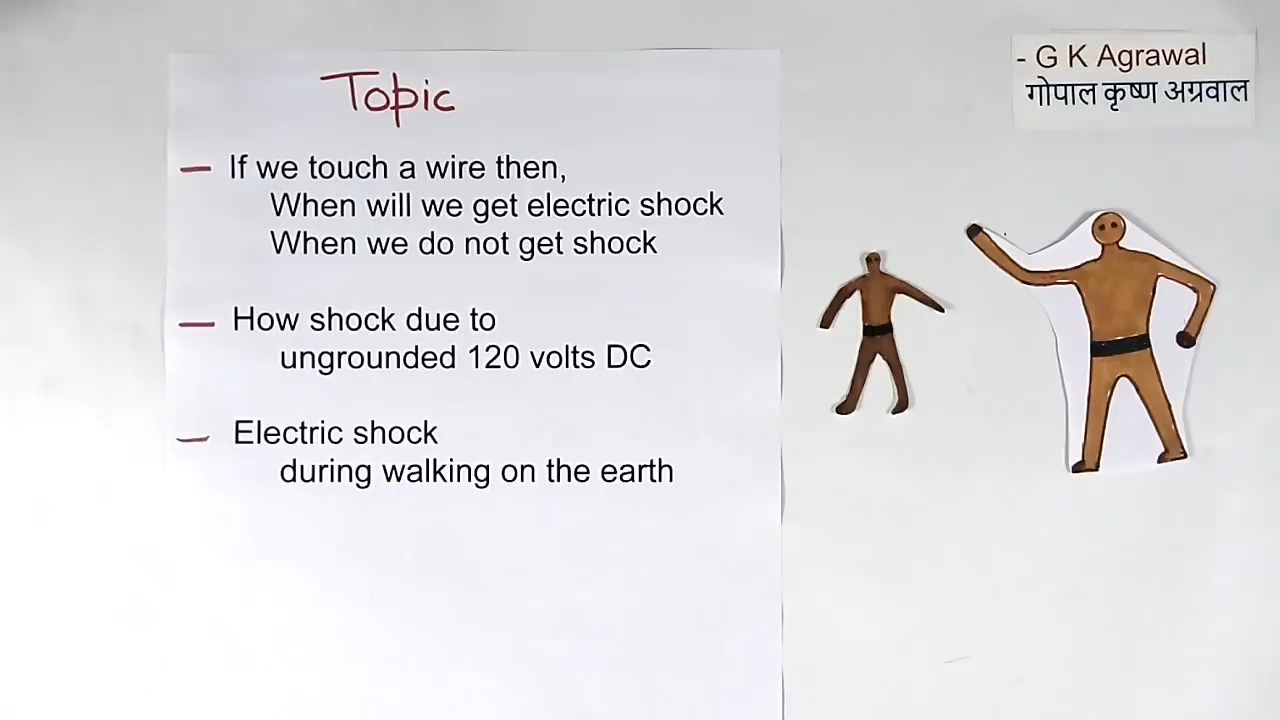 Topic
- G K Agrawal
गोपाल कृष्ण अग्रवाल
— If we touch a wire then,
When will we get electric shock
When we do not get shock
— How shock due to
ungrounded 120 volts DC
— Electric shock
during walking on the earth